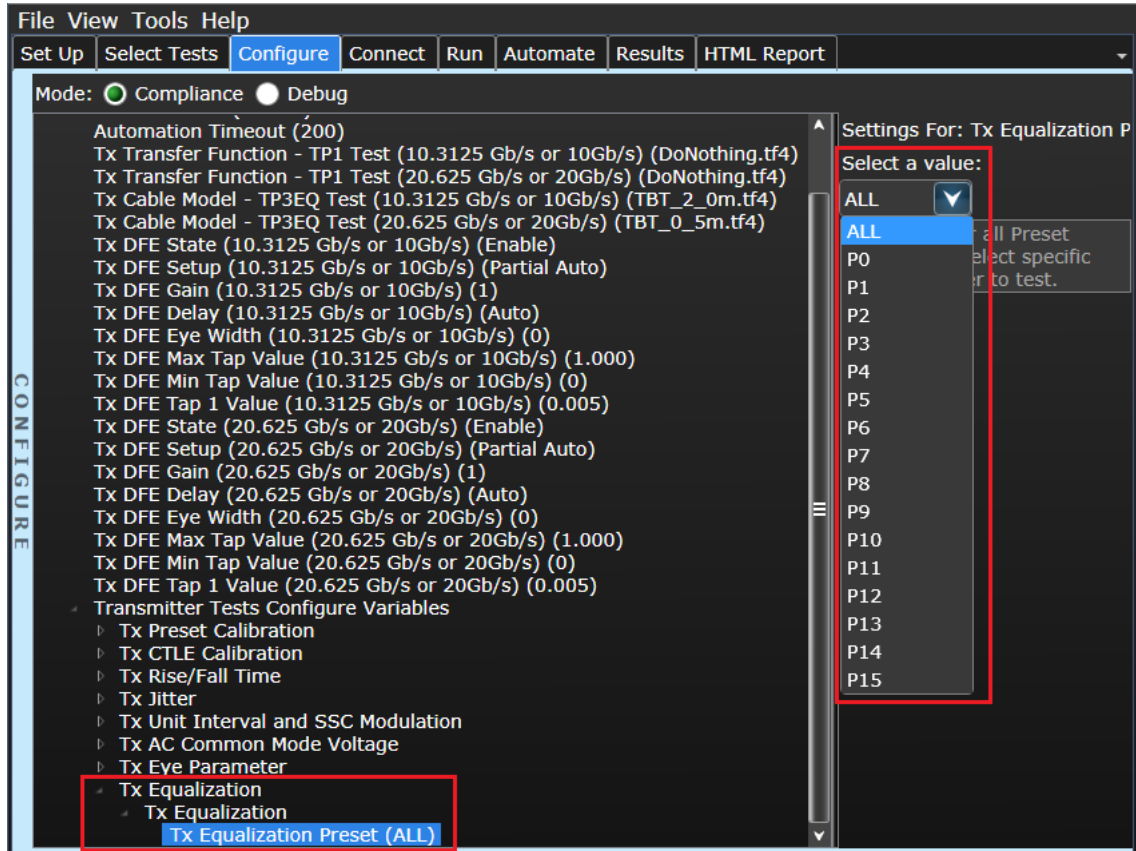 File View Tools Help
Set Up Select Tests Configure Connect Run Automate Results HTML Report
Mode: Compliance Debug
Automation Timeout (200)
Tx Transfer Function - TP1 Test (10.3125 Gb/s or 10Gb/s) (DoNothing.tf4)
Tx Transfer Function - TP1 Test (20.625 Gb/s or 20Gb/s) (DoNothing.tf4)
Tx Cable Model - TP3EQ Test (10.3125 Gb/s or 10Gb/s) (TBT_2_0m.tf4)
Tx Cable Model - TP3EQ Test (20.625 Gb/s or 20Gb/s) (TBT_0_5m.tf4)
Tx DFE State (10.3125 Gb/s or 10Gb/s) (Enable)
Tx DFE Setup (10.3125 Gb/s or 10Gb/s) (Partial Auto)
Tx DFE Gain (10.3125 Gb/s or 10Gb/s) (1)
Tx DFE Delay (10.3125 Gb/s or 10Gb/s) (Auto)
Tx DFE Eye Width (10.3125 Gb/s or 10Gb/s) (0)
Tx DFE Max Tap Value (10.3125 Gb/s or 10Gb/s) (1.000)
Tx DFE Min Tap Value (10.3125 Gb/s or 10Gb/s) (0)
Tx DFE Tap 1 Value (10.3125 Gb/s or 10Gb/s) (0.005)
Tx DFE State (20.625 Gb/s or 20Gb/s) (Enable)
Tx DFE Setup (20.625 Gb/s or 20Gb/s) (Partial Auto)
Tx DFE Gain (20.625 Gb/s or 20Gb/s) (1)
Tx DFE Delay (20.625 Gb/s or 20Gb/s) (Auto)
Tx DFE Eye Width (20.625 Gb/s or 20Gb/s) (0)
Tx DFE Max Tap Value (20.625 Gb/s or 20Gb/s) (1.000)
Tx DFE Min Tap Value (20.625 Gb/s or 20Gb/s) (0)
Tx DFE Tap 1 Value (20.625 Gb/s or 20Gb/s) (0.005)
Transmitter Tests Configure Variables
Tx Preset Calibration
Tx CTLE Calibration
Tx Rise/Fall Time
Tx Jitter
Tx Unit Interval and SSC Modulation
Tx AC Common Mode Voltage
Tx Eye Parameter
Tx Equalization
Tx Equalization
Tx Equalization Preset (ALL)
CONFIGURE
Settings For: Tx Equalization P
Select a value:
ALL
ALL
P0
P1
P2
P3
P4
P5
P6
P7
P8
P9
P10
P11
P12
P13
P14
P15
all Preset
elect specific
to test.